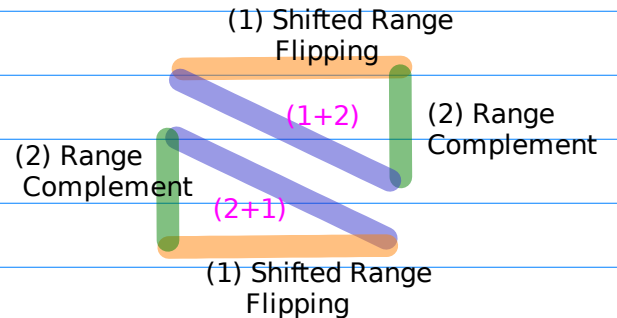 (1) Shifted Range
Flipping
(1+2)
(2) Range
Complement
(2) Range
Complement
(2+1)
(1) Shifted Range
Flipping